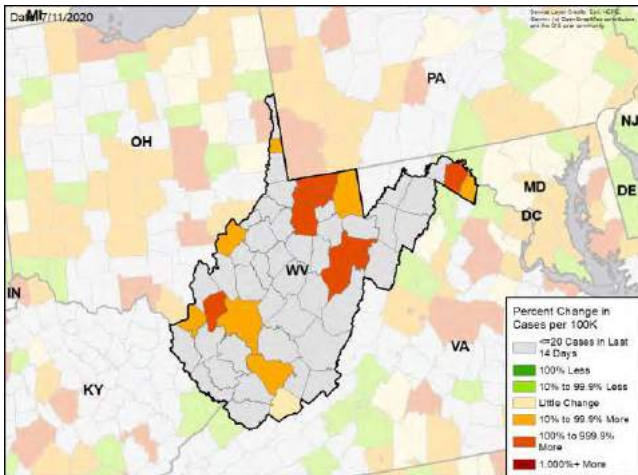 Date: 7/11/2020
MI
PA
OH
NJ
MD
DE
DC
WV
IN
VA
KY
Percent Change in
Cases per 100K
<=20 Cases in Last
14 Days
100% Less
10% to 99.9% Less
Little Change
10% to 99.9% More
100% to 999.9%
More
1,000%+ More